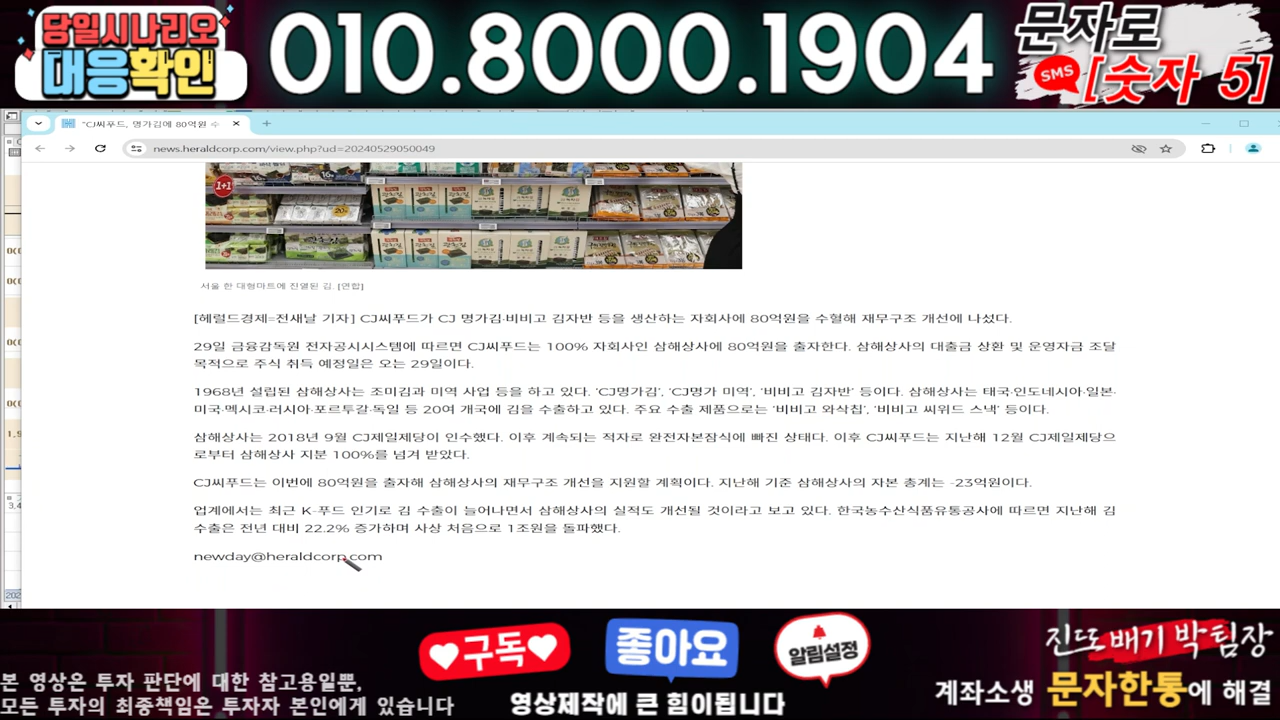 당일시나리오
대응확인
010.8000.1904
문자로
SMS
[숫자 5]
"CJ씨푸드, 명가김에 80억원 수
news.heraldcorp.com/view.php?ud=20240529050049
1+1
서울 한 대형마트에 진열된 김. [연합]
[헤럴드경제=전새날 기자] CJ씨푸드가 CJ 명가김·비비고 김자반 등을 생산하는 자회사에 80억원을 수혈해 재무구조 개선에 나섰다.
29일 금융감독원 전자공시시스템에 따르면 CJ씨푸드는 100% 자회사인 삼해상사에 80억원을 출자한다. 삼해상사의 대출금 상환 및 운영자금 조달
목적으로 주식 취득 예정일은 오는 29일이다.
1968년 설립된 삼해상사는 조미김과 미역 사업 등을 하고 있다. ‘CJ명가김’, ‘CJ명가 미역’, ‘비비고 김자반’ 등이다. 삼해상사는 태국·인도네시아·일본·
미국·멕시코·러시아·포르투갈·독일 등 20여 개국에 김을 수출하고 있다. 주요 수출 제품으로는 ‘비비고 와삭칩’, ‘비비고 씨위드 스낵’ 등이다.
삼해상사는 2018년 9월 CJ제일제당이 인수했다. 이후 계속되는 적자로 완전자본잠식에 빠진 상태다. 이후 CJ씨푸드는 지난해 12월 CJ제일제당으
로부터 삼해상사 지분 100%를 넘겨 받았다.
CJ씨푸드는 이번에 80억원을 출자해 삼해상사의 재무구조 개선을 지원할 계획이다. 지난해 기준 삼해상사의 자본 총계는 -23억원이다.
업계에서는 최근 K-푸드 인기로 김 수출이 늘어나면서 삼해상사의 실적도 개선될 것이라고 보고 있다. 한국농수산식품유통공사에 따르면 지난해 김
수출은 전년 대비 22.2% 증가하며 사상 처음으로 1조원을 돌파했다.
newday@heraldcorp.com
구독
좋아요
알림설정
영상제작에 큰 힘이됩니다
본 영상은 투자 판단에 대한 참고용일뿐,
모든 투자의 최종책임은 투자자 본인에게 있습니다
진또배기 박팀장
계좌소생 문자한통에 해결